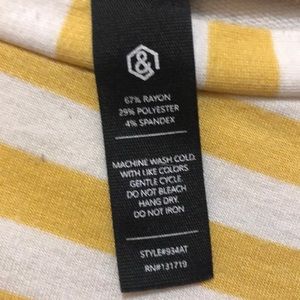 &
67% RAYON
29% POLYESTER
4% SPANDEX
MACHINE WASH COLD.
WITH LIKE COLORS
GENTLE CYCLE
DO NOT BLEACH
HANG DRY.
DO NOT IRON
STYLE#934AT
RN#131719